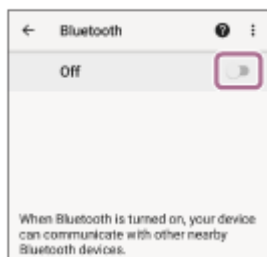 Bluetooth
Off
When Bluetooth is turned on, your device
can communicate with other nearby
Bluetooth devices.